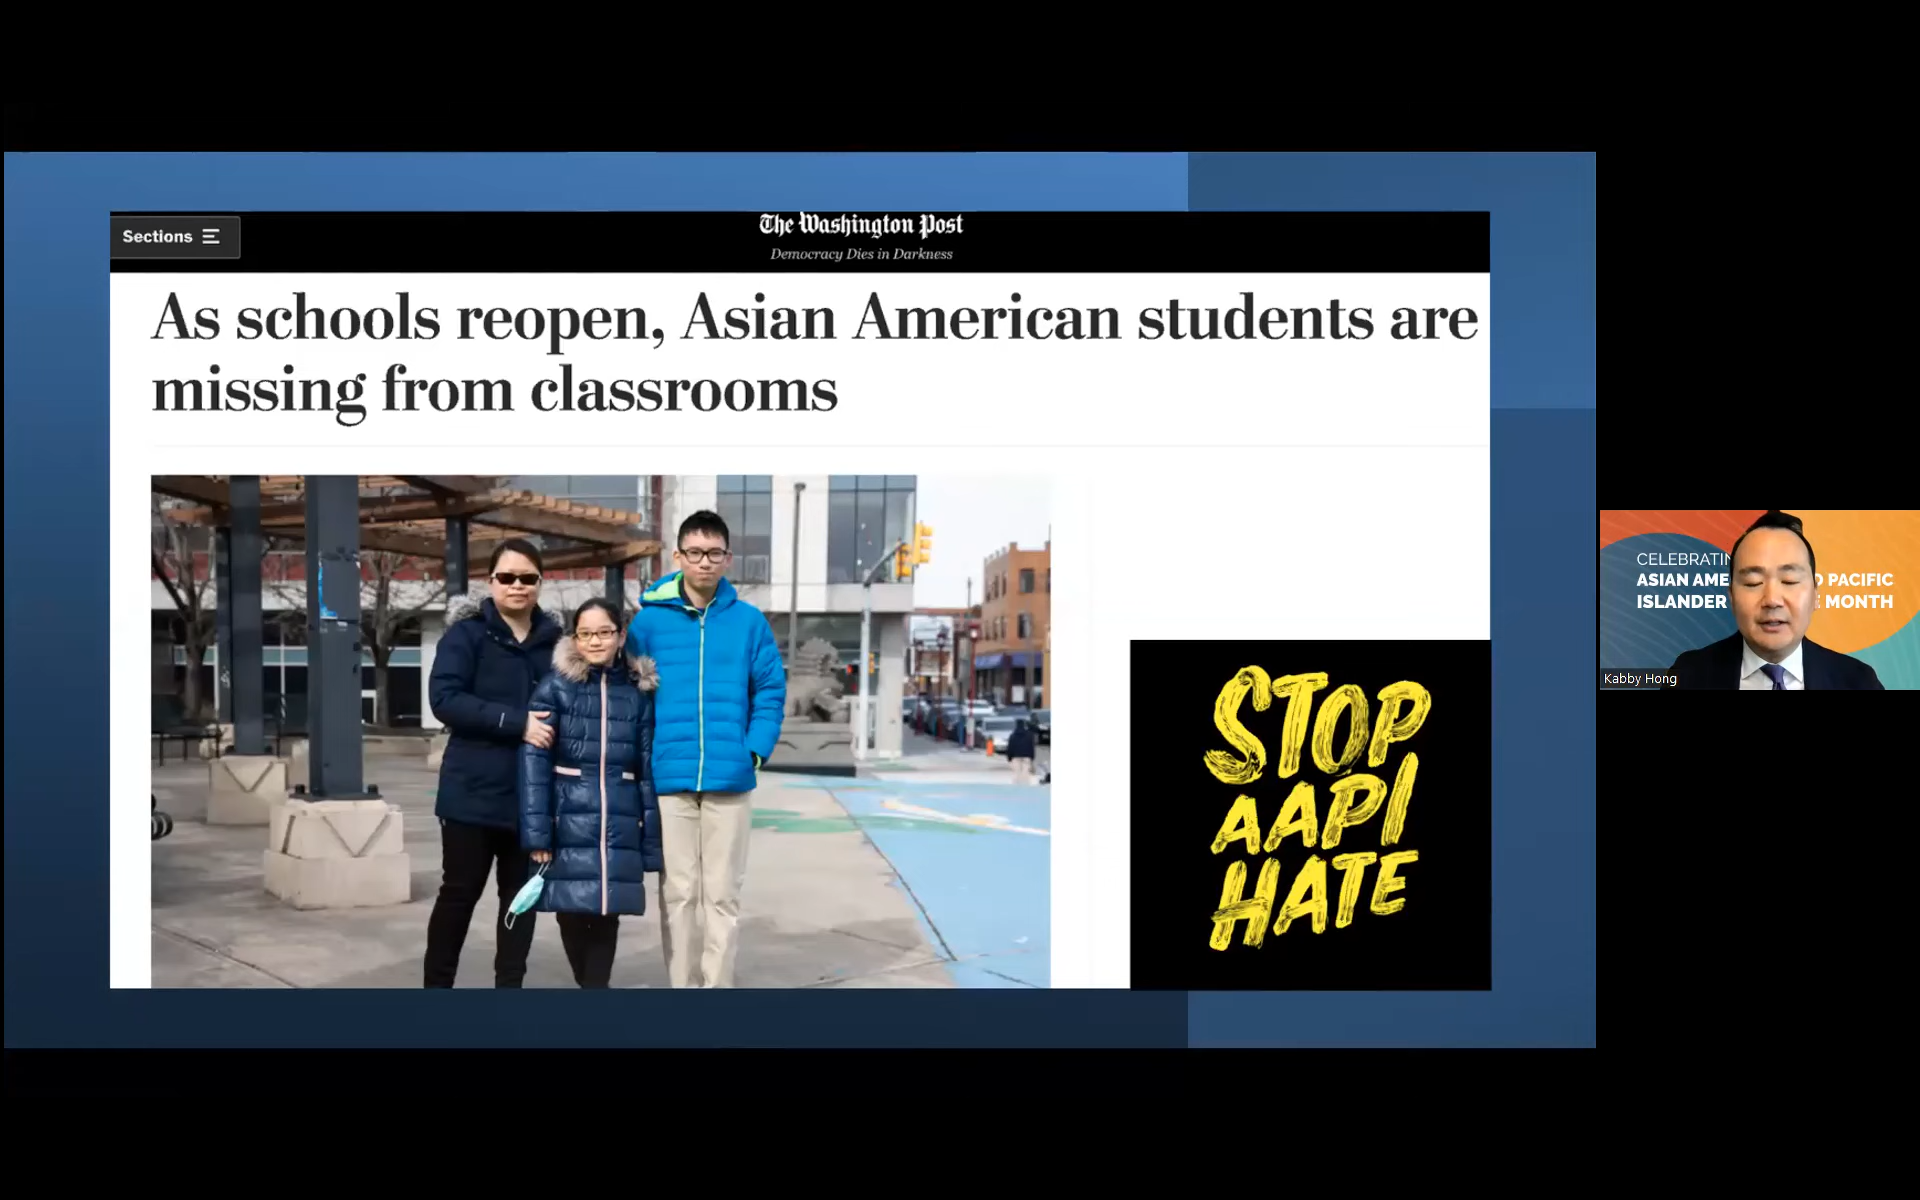 Sections
The Washington Post
Democracy Dies in Darkness
As schools reopen, Asian American students are
missing from classrooms
STOP
AAPI
HATE
CELEBRATIN
ASIAN AME PACIFIC
ISLANDER MONTH
Kabby Hong